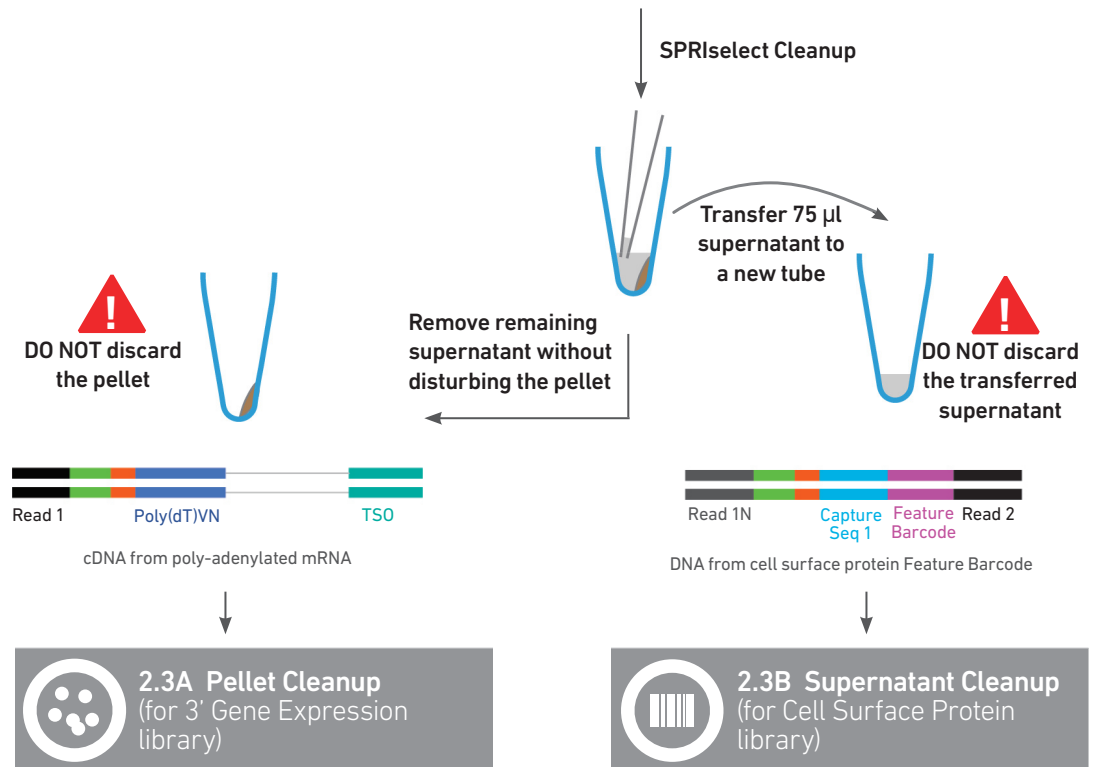 SPRIselect Cleanup
Transfer 75 µl
supernatant to
a new tube
!
DO NOT discard
the pellet
Remove remaining
supernatant without
disturbing the pellet
!
DO NOT discard
the transferred
supernatant
Read 1
Poly(dT)VN
TSO
cDNA from poly-adenylated mRNA
Read 1N
Capture
Seq 1
Feature
Barcode
Read 2
DNA from cell surface protein Feature Barcode
2.3A Pellet Cleanup
(for 3' Gene Expression
library)
2.3B Supernatant Cleanup
(for Cell Surface Protein
library)